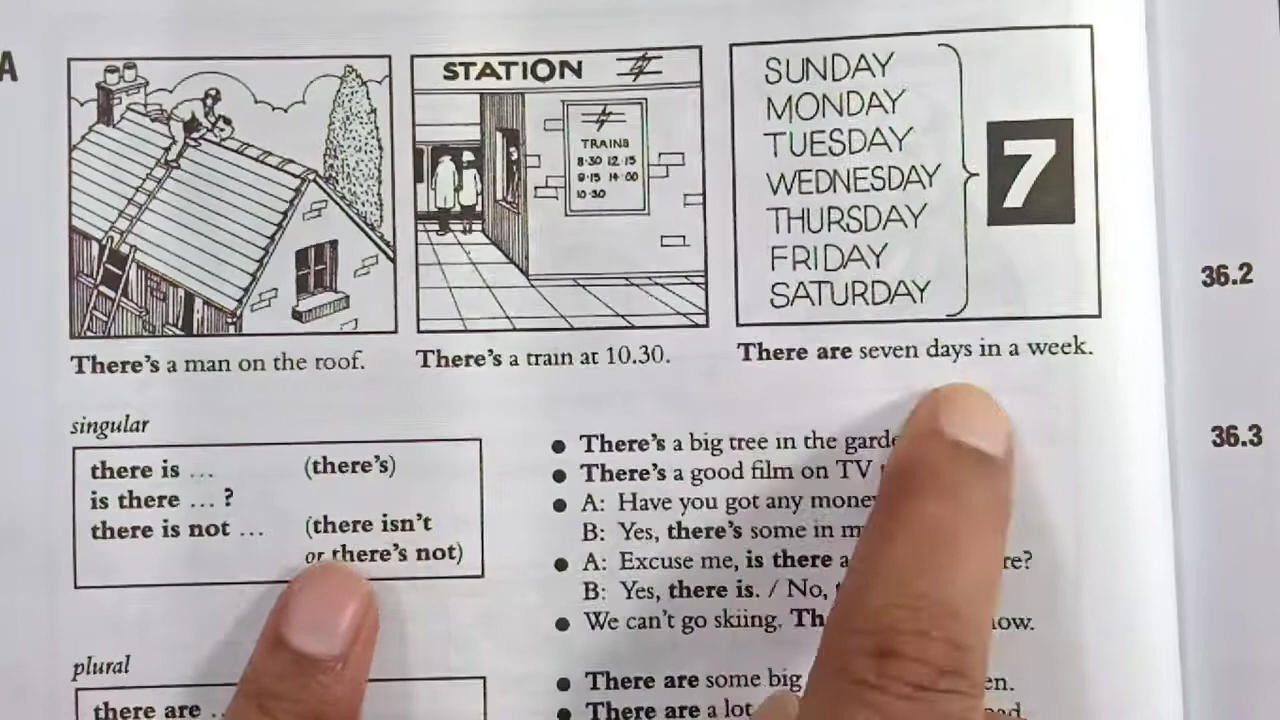 A
STATION
TRAINS
8·30 12·15
9·15 14·00
10·30
SUNDAY
MONDAY
TUESDAY
WEDNESDAY
THURSDAY
FRIDAY
SATURDAY
7
There's a man on the roof.
There's a train at 10.30.
There are seven days in a week.
36.2
singular
there is ... (there's)
is there ... ?
there is not ... (there isn't
or there's not)
There's a big tree in the
There's a good film on TV
A: Have you got any
B: Yes, there's some in
A: Excuse me, is there
B: Yes, there is. / No,
We can't go skiing.
36.3
plural
there are
There are some big
There are a lot